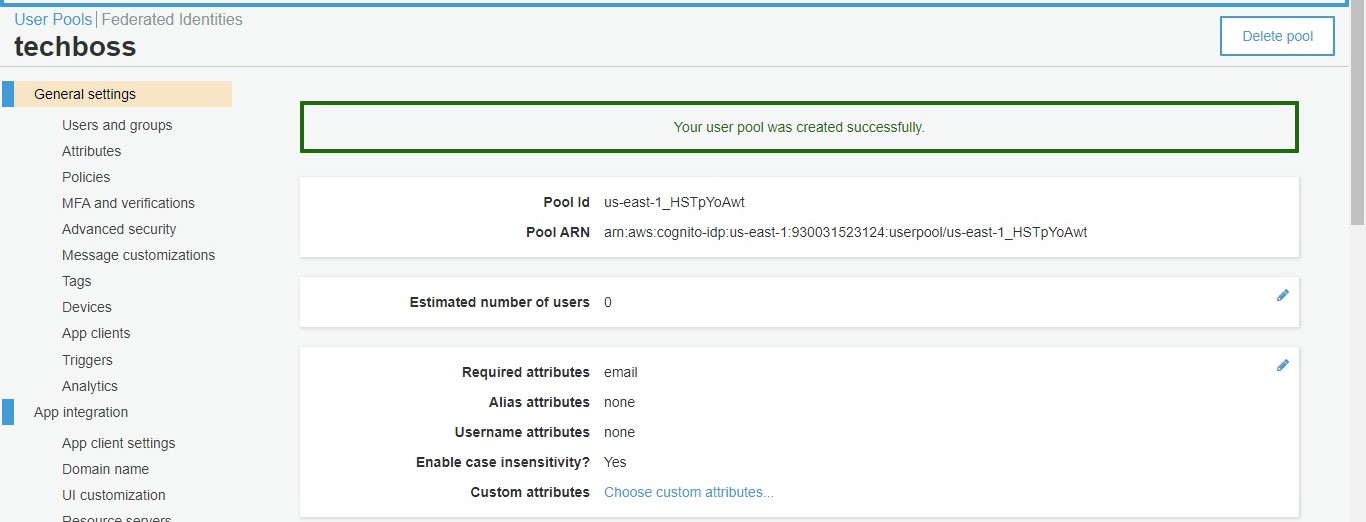 User Pools | Federated Identities
techboss
Delete pool
General settings
Users and groups
Attributes
Policies
MFA and verifications
Advanced security
Message customizations
Tags
Devices
App clients
Triggers
Analytics
App integration
App client settings
Domain name
UI customization
Resource servers
Your user pool was created successfully.
Pool Id us-east-1_HSTpYoAwt
Pool ARN arn:aws:cognito-idp:us-east-1:930031523124:userpool/us-east-1_HSTpYoAwt
Estimated number of users 0
Required attributes email
Alias attributes none
Username attributes none
Enable case insensitivity? Yes
Custom attributes Choose custom attributes...